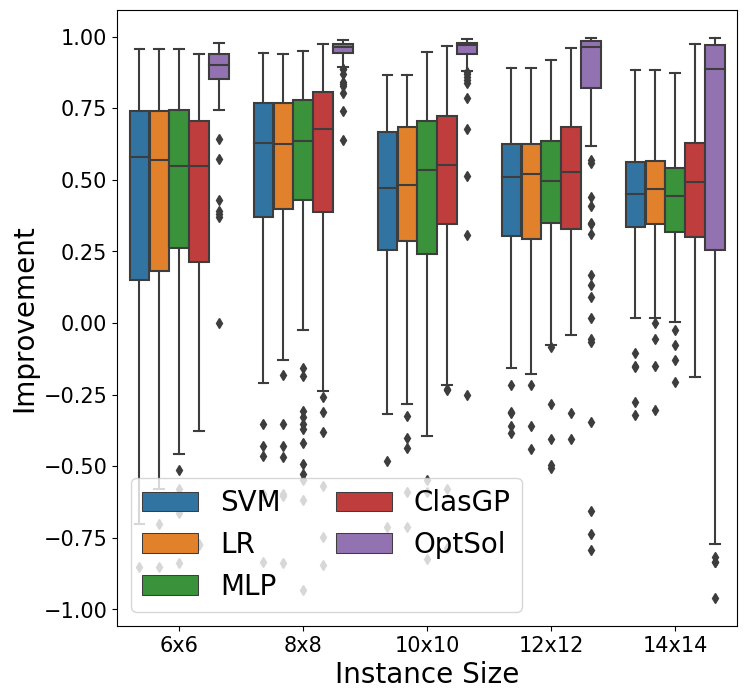 Improvement
1.00
0.75
0.50
0.25
0.00
−0.25
−0.50
−0.75
−1.00
SVM
LR
MLP
ClasGP
OptSol
6x6 8x8 10x10 12x12 14x14
Instance Size